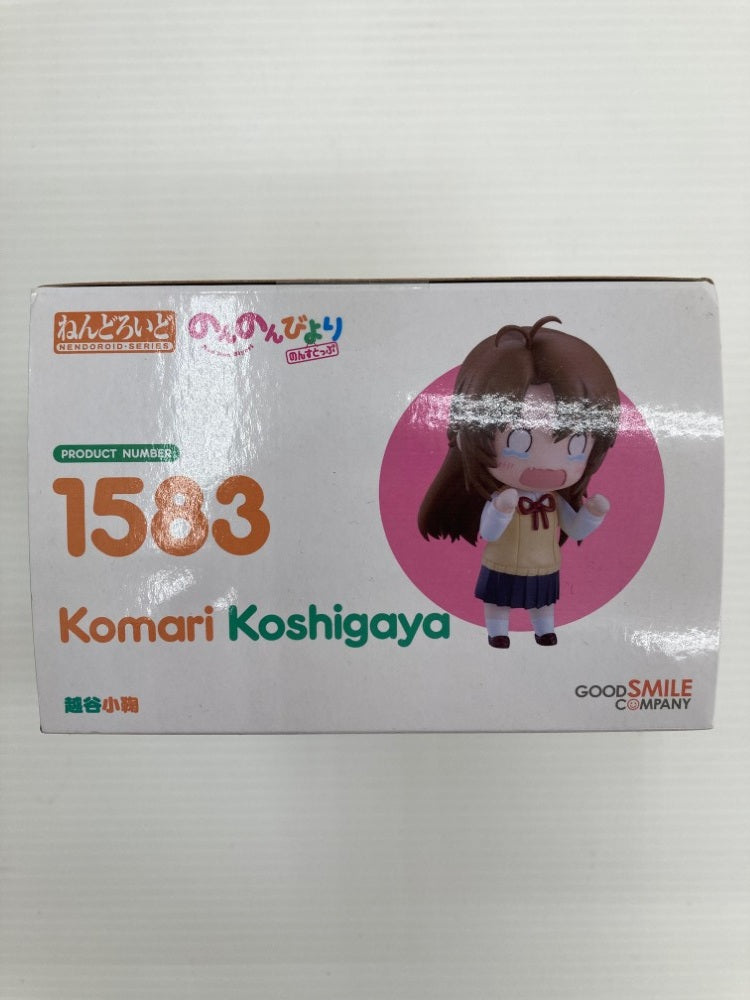 ねんどろいど
NENDOROID·SERIES
のんのんびより
のんすとっぷ
PRODUCT NUMBER
1583
Komari Koshigaya
越谷小鞠
GOOD SMILE
COMPANY